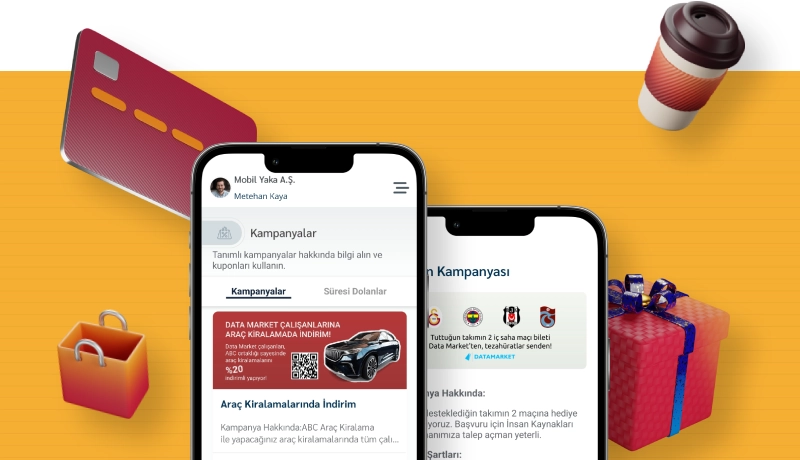 Mobil Yaka A.Ş.
Metehan Kaya
Kampanyalar
Tanımlı kampanyalar hakkında bilgi alın ve
kuponları kullanın.
Kampanyalar
Süresi Dolanlar
DATA MARKET ÇALIŞANLARINA
ARAÇ KİRALAMADA İNDİRİM!
Data Market çalışanları,
ABC ortaklığı sayesinde
araç kiralamalarını
%20
indirimli yapıyor!
Araç Kiralamalarında İndirim
Kampanya Hakkında:ABC Araç Kiralama
ile yapacağınız araç kiralamalarında tüm çalı...
n Kampanyası
Tuttuğun takımın 2 iç saha maçı bileti
Data Market'ten, tezahüratlar senden!
DATAMARKET
nya Hakkında:
esteklediğin takımın 2 maçına hediye
yoruz. Başvuru için İnsan Kaynakları
nımıza talep açman yeterli.
Şartları: